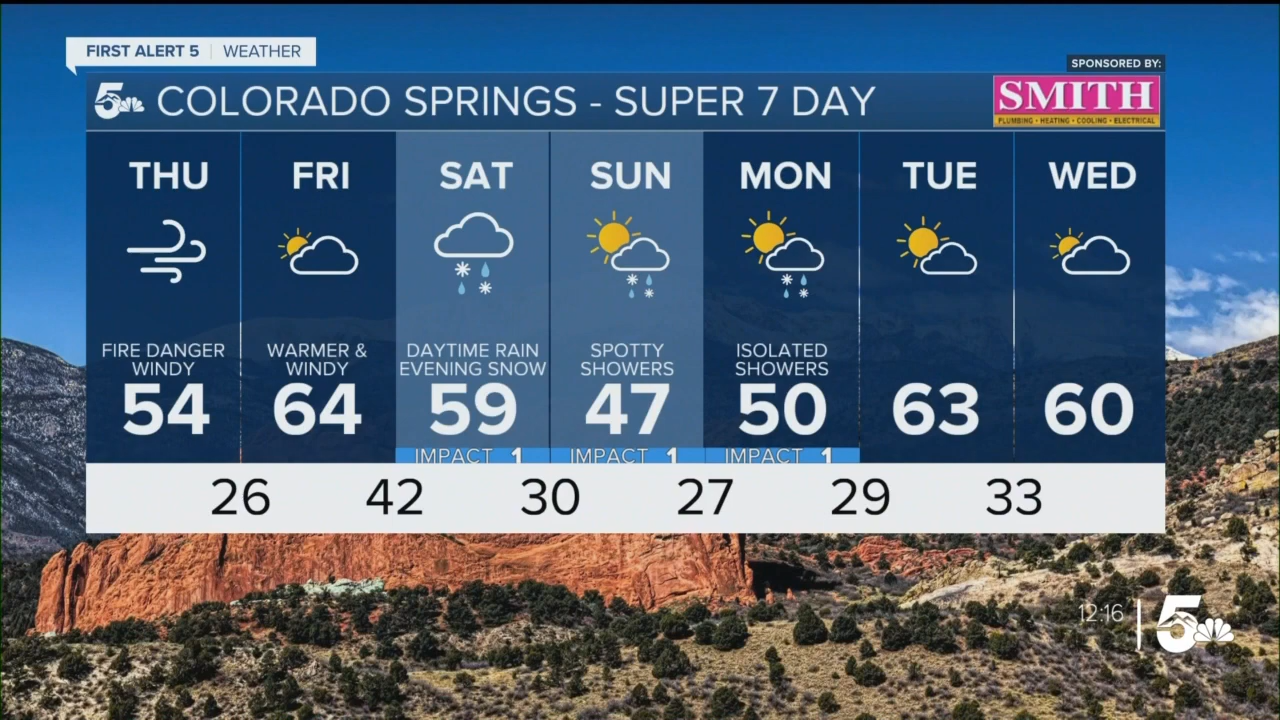 FIRST ALERT 5 | WEATHER
SPONSORED BY:
5 COLORADO SPRINGS - SUPER 7 DAY
SMITH
PLUMBING • HEATING • COOLING • ELECTRICAL
THU FRI SAT SUN MON TUE WED
FIRE DANGER WINDY
WARMER & WINDY
DAYTIME RAIN EVENING SNOW
SPOTTY SHOWERS
ISOLATED SHOWERS
54 64 59 47 50 63 60
IMPACT 1 IMPACT 1 IMPACT 1
26 42 30 27 29 33
12:16 5